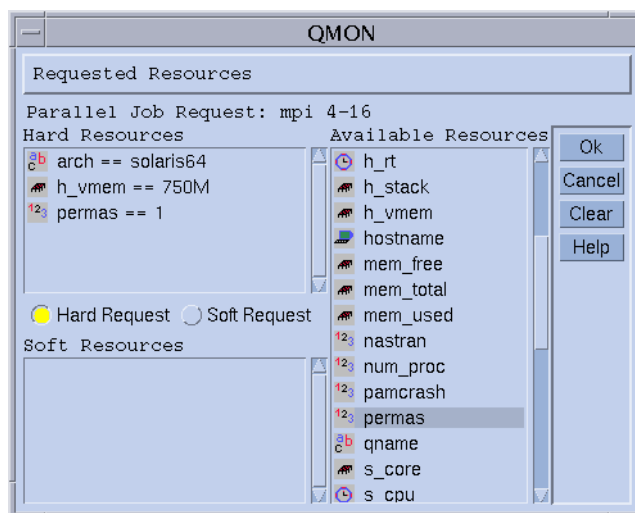 QMON
Requested Resources
Parallel Job Request: mpi 4-16
Hard Resources
arch == solaris64
h_vmem == 750M
permas == 1
Hard Request
Soft Request
Soft Resources
Available Resources
h_rt
h_stack
h_vmem
hostname
mem_free
mem_total
mem_used
nastran
num_proc
pamcrash
permas
qname
s_core
s_cpu
Ok
Cancel
Clear
Help